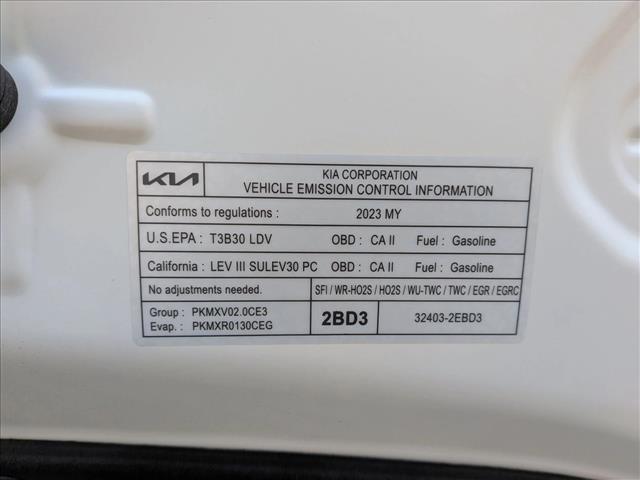 KIA
KIA CORPORATION
VEHICLE EMISSION CONTROL INFORMATION
Conforms to regulations : 2023 MY
U.S.EPA : T3B30 LDV OBD : CA II Fuel : Gasoline
California : LEV III SULEV30 PC OBD : CA II Fuel : Gasoline
No adjustments needed. SFI / WR-HO2S / HO2S / WU-TWC / TWC / EGR / EGRC
Group : PKMXV02.0CE3
Evap. : PKMXR0130CEG
2BD3
32403-2EBD3